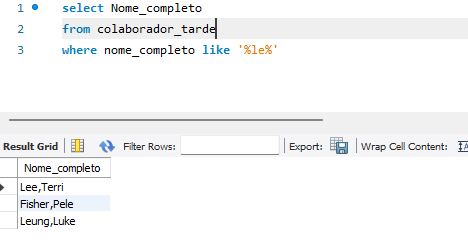 1 select Nome_completo
2 from colaborador_tarde
3 where nome_completo like '%le%'
Result Grid Filter Rows: Export: Wrap Cell Content:
Nome_completo
Lee,Terri
Fisher,Pele
Leung,Luke